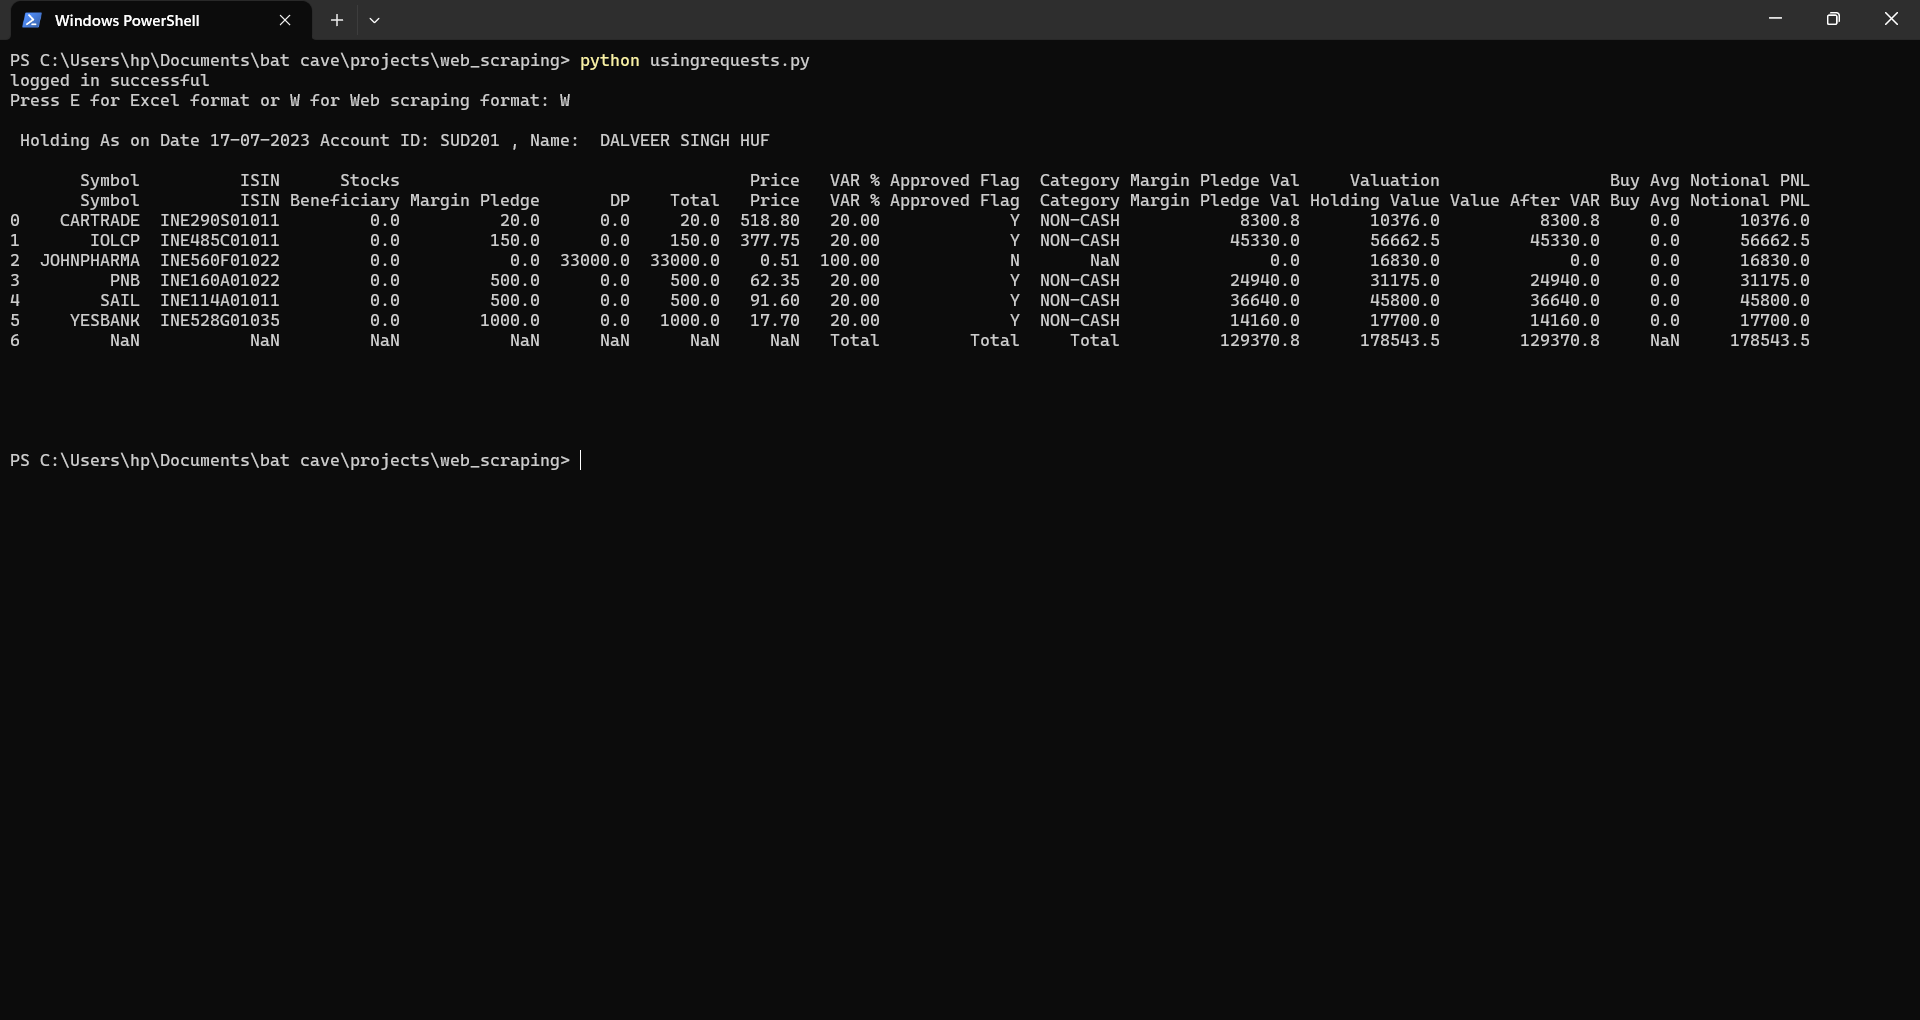 Windows PowerShell
PS C:\Users\hp\Documents\bat cave\projects\web_scraping> python usingrequests.py
logged in successful
Press E for Excel format or W for Web scraping format: W
Holding As on Date 17-07-2023 Account ID: SUD201 , Name:  DALVEER SINGH HUF
Symbol ISIN Stocks Price VAR % Approved Flag Category Margin Pledge Val Valuation Buy Avg Notional PNL
Symbol ISIN Beneficiary Margin Pledge DP Total Price VAR % Approved Flag Category Margin Pledge Val Holding Value Value After VAR Buy Avg Notional PNL
0 CARTRADE INE290S01011 0.0 20.0 0.0 20.0 518.80 20.00 Y NON-CASH 8300.8 10376.0 8300.8 0.0 10376.0
1 IOLCP INE485C01011 0.0 150.0 0.0 150.0 377.75 20.00 Y NON-CASH 45330.0 56662.5 45330.0 0.0 56662.5
2 JOHNPHARMA INE560F01022 0.0 0.0 33000.0 33000.0 0.51 100.00 N NaN 0.0 16830.0 0.0 0.0 16830.0
3 PNB INE160A01022 0.0 500.0 0.0 500.0 62.35 20.00 Y NON-CASH 24940.0 31175.0 24940.0 0.0 31175.0
4 SAIL INE114A01011 0.0 500.0 0.0 500.0 91.60 20.00 Y NON-CASH 36640.0 45800.0 36640.0 0.0 45800.0
5 YESBANK INE528G01035 0.0 1000.0 0.0 1000.0 17.70 20.00 Y NON-CASH 14160.0 17700.0 14160.0 0.0 17700.0
6 NaN NaN NaN NaN NaN NaN NaN Total Total Total 129370.8 178543.5 129370.8 NaN 178543.5
PS C:\Users\hp\Documents\bat cave\projects\web_scraping>